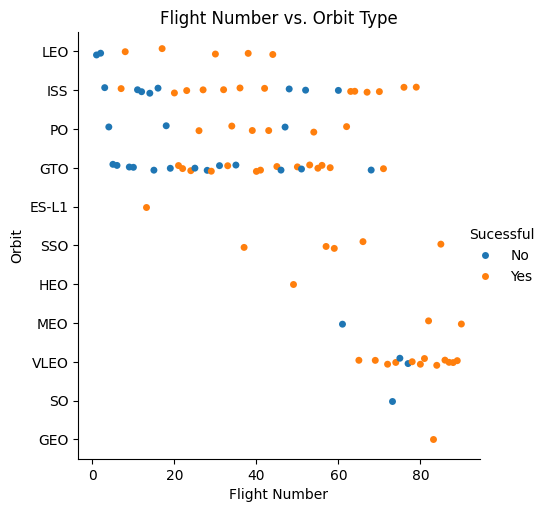 Flight Number vs. Orbit Type
LEO
ISS
PO
GTO
ES-L1
SSO
HEO
MEO
VLEO
SO
GEO
Orbit
0 20 40 60 80
Flight Number
Sucessful
No
Yes